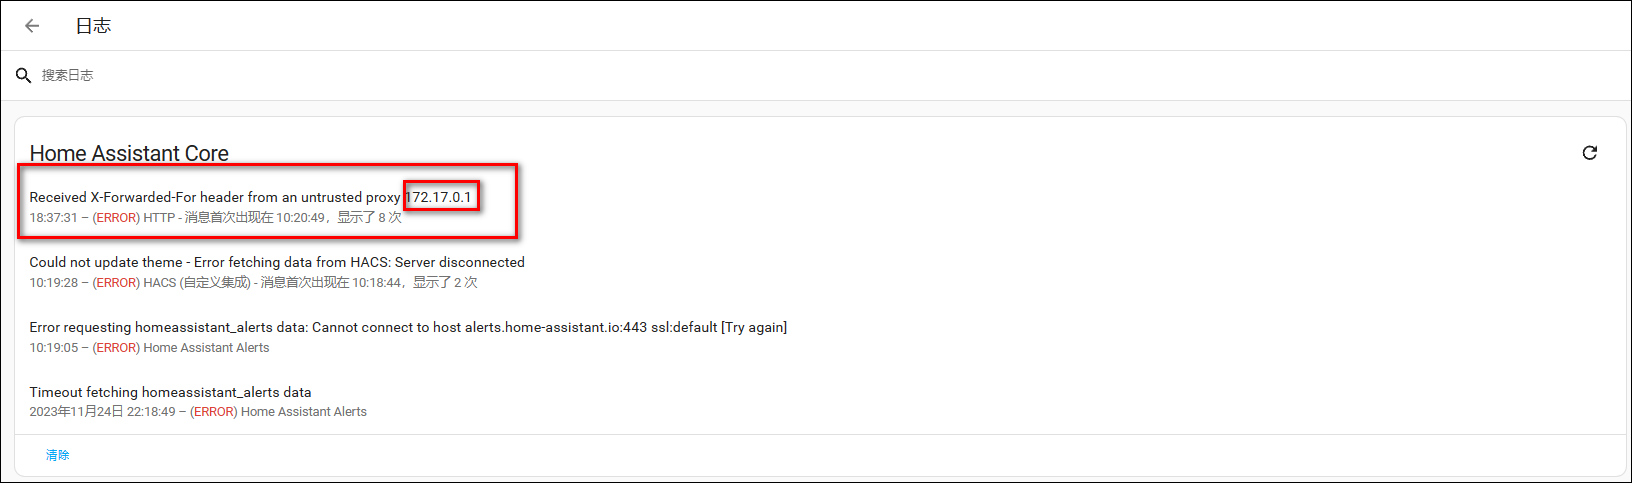 日志
搜索日志
Home Assistant Core
Received X-Forwarded-For header from an untrusted proxy 172.17.0.1
18:37:31 – (ERROR) HTTP - 消息首次出现在 10:20:49，显示了 8 次
Could not update theme - Error fetching data from HACS: Server disconnected
10:19:28 – (ERROR) HACS (自定义集成) - 消息首次出现在 10:18:44，显示了 2 次
Error requesting homeassistant_alerts data: Cannot connect to host alerts.home-assistant.io:443 ssl:default [Try again]
10:19:05 – (ERROR) Home Assistant Alerts
Timeout fetching homeassistant_alerts data
2023年11月24日 22:18:49 – (ERROR) Home Assistant Alerts
清除